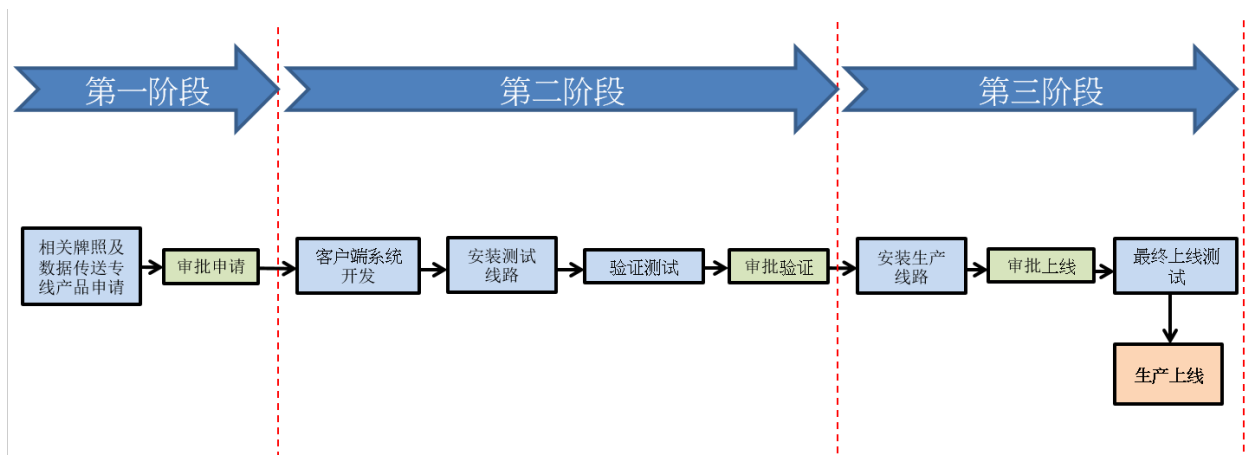 第一阶段
第二阶段
第三阶段
相关牌照及
数据传送专
线产品申请
审批申请
客户端系统
开发
安装测试
线路
验证测试
审批验证
安装生产
线路
审批上线
最终上线测
试
生产上线